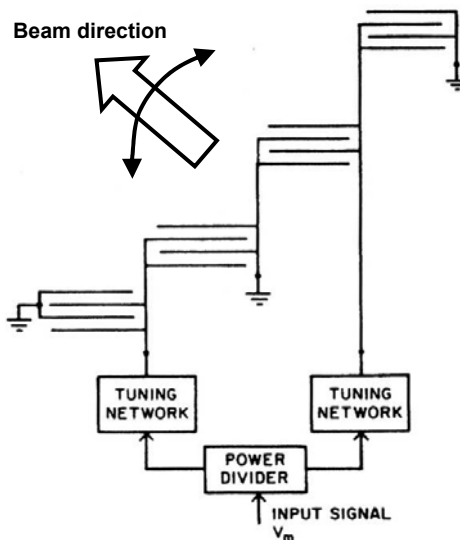 Beam direction
TUNING
NETWORK
TUNING
NETWORK
POWER
DIVIDER
INPUT SIGNAL
Vm